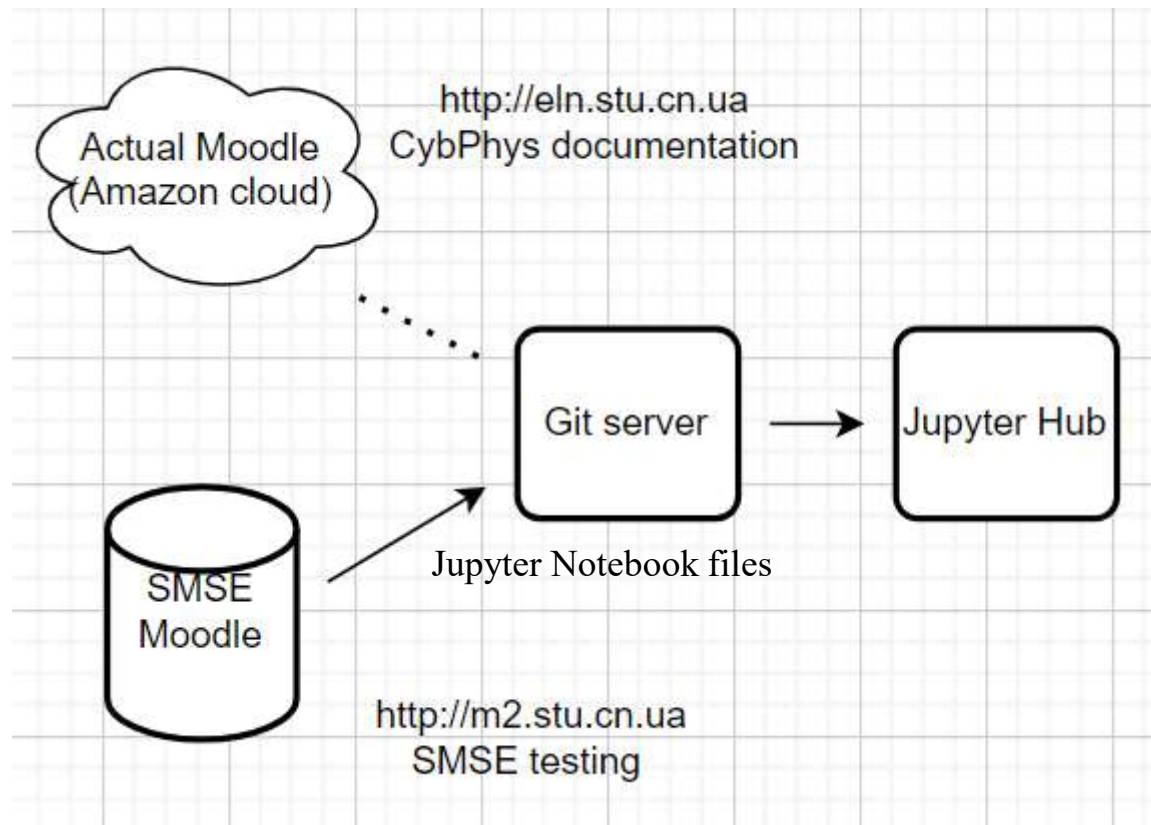 http://eln.stu.cn.ua
CybPhys documentation
Actual Moodle
(Amazon cloud)
Git server
Jupyter Hub
Jupyter Notebook files
SMSE
Moodle
http://m2.stu.cn.ua
SMSE testing